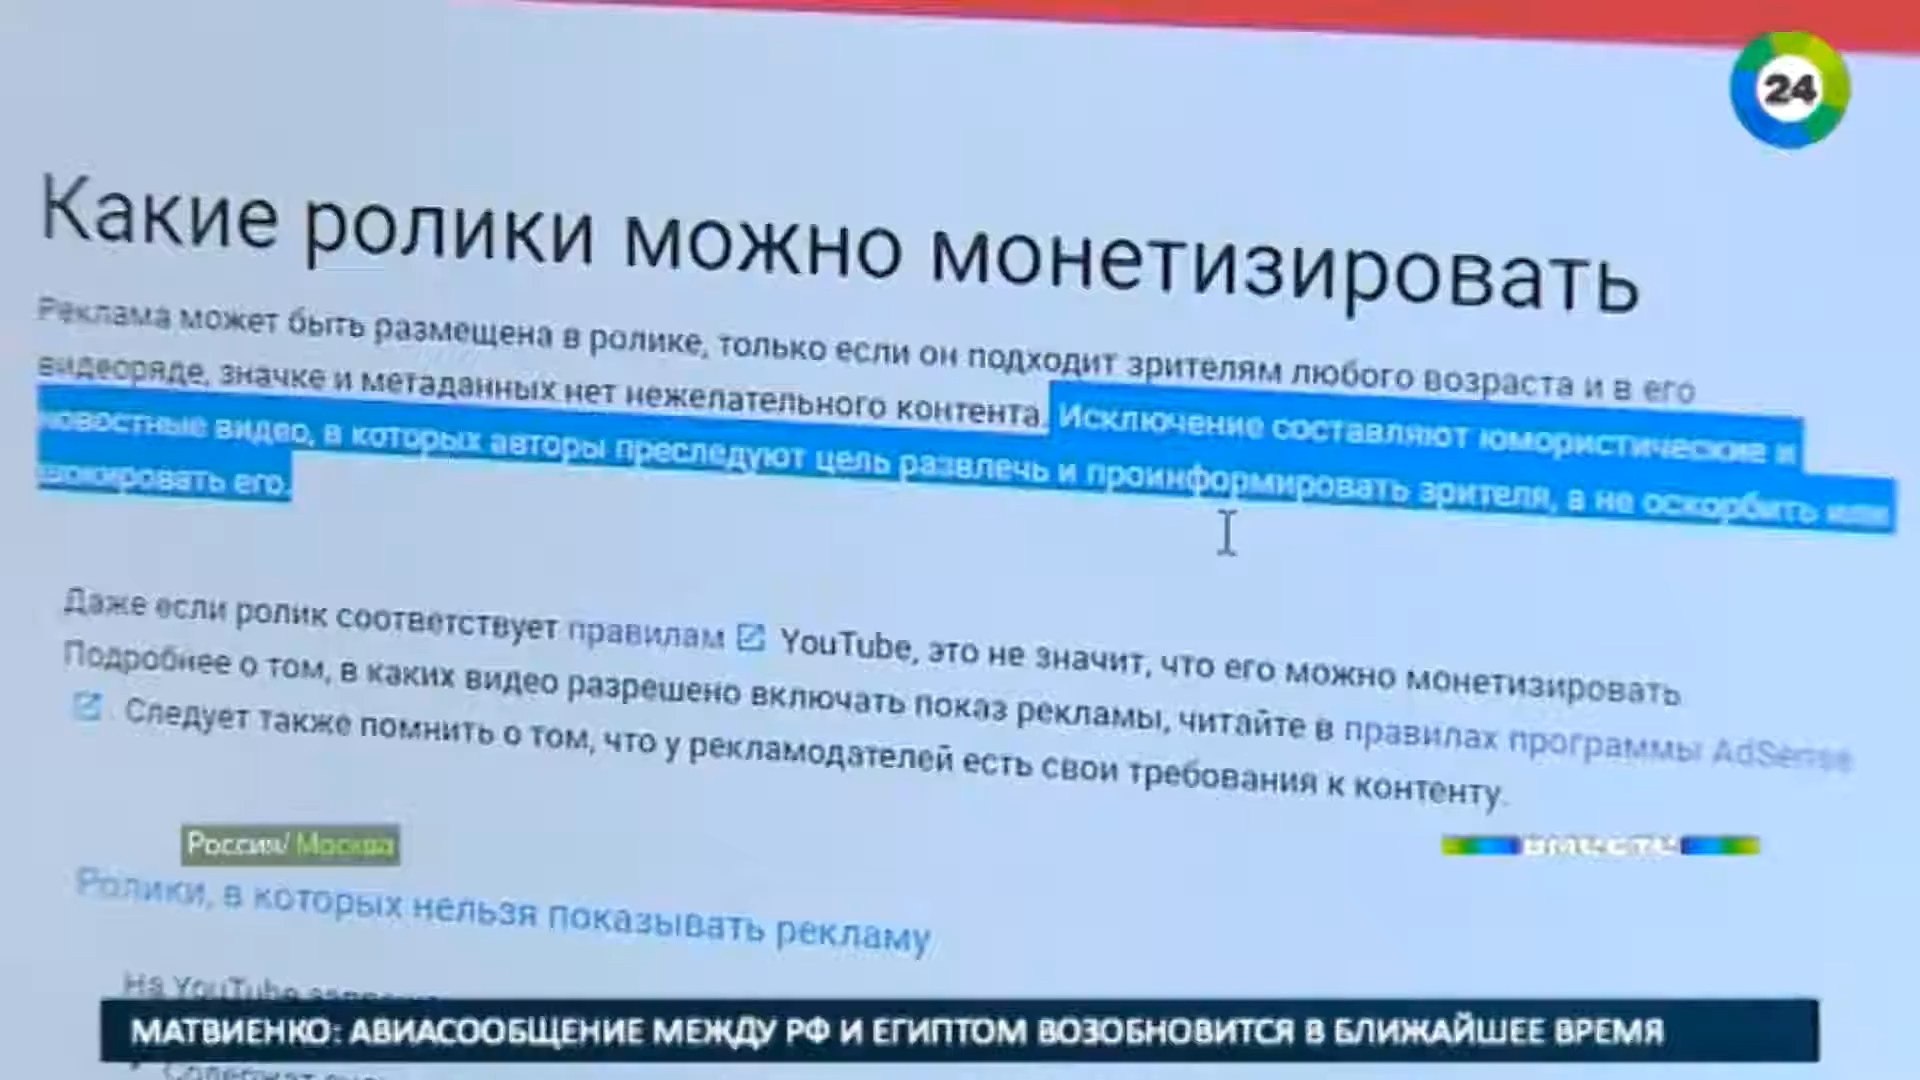 24
Какие ролики можно монетизировать
Реклама может быть размещена в ролике, только если он подходит зрителям любого возраста и в его
видеоряде, значке и метаданных нет нежелательного контента. Исключение составляют юмористические и
новостные видео, в которых авторы преследуют цель развлечь и проинформировать зрителя, а не оскорбить или
шокировать его.
Даже если ролик соответствует правилам YouTube, это не значит, что его можно монетизировать
Подробнее о том, в каких видео разрешено включать показ рекламы, читайте в правилах программы AdSense
. Следует также помнить о том, что у рекламодателей есть свои требования к контенту.
Россия/ Москва
ВМЕСТЕ
Ролики, в которых нельзя показывать рекламу
На YouTube
МАТВИЕНКО: АВИАСООБЩЕНИЕ МЕЖДУ РФ И ЕГИПТОМ ВОЗОБНОВИТСЯ В БЛИЖАЙШЕЕ ВРЕМЯ
Содержат